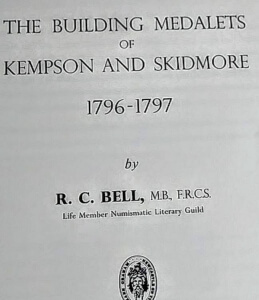 THE BUILDING MEDALETS
OF
KEMPSON AND SKIDMORE
1796-1797
by
R. C. BELL, M.B., F.R.C.S.
Life Member Numismatic Literary Guild